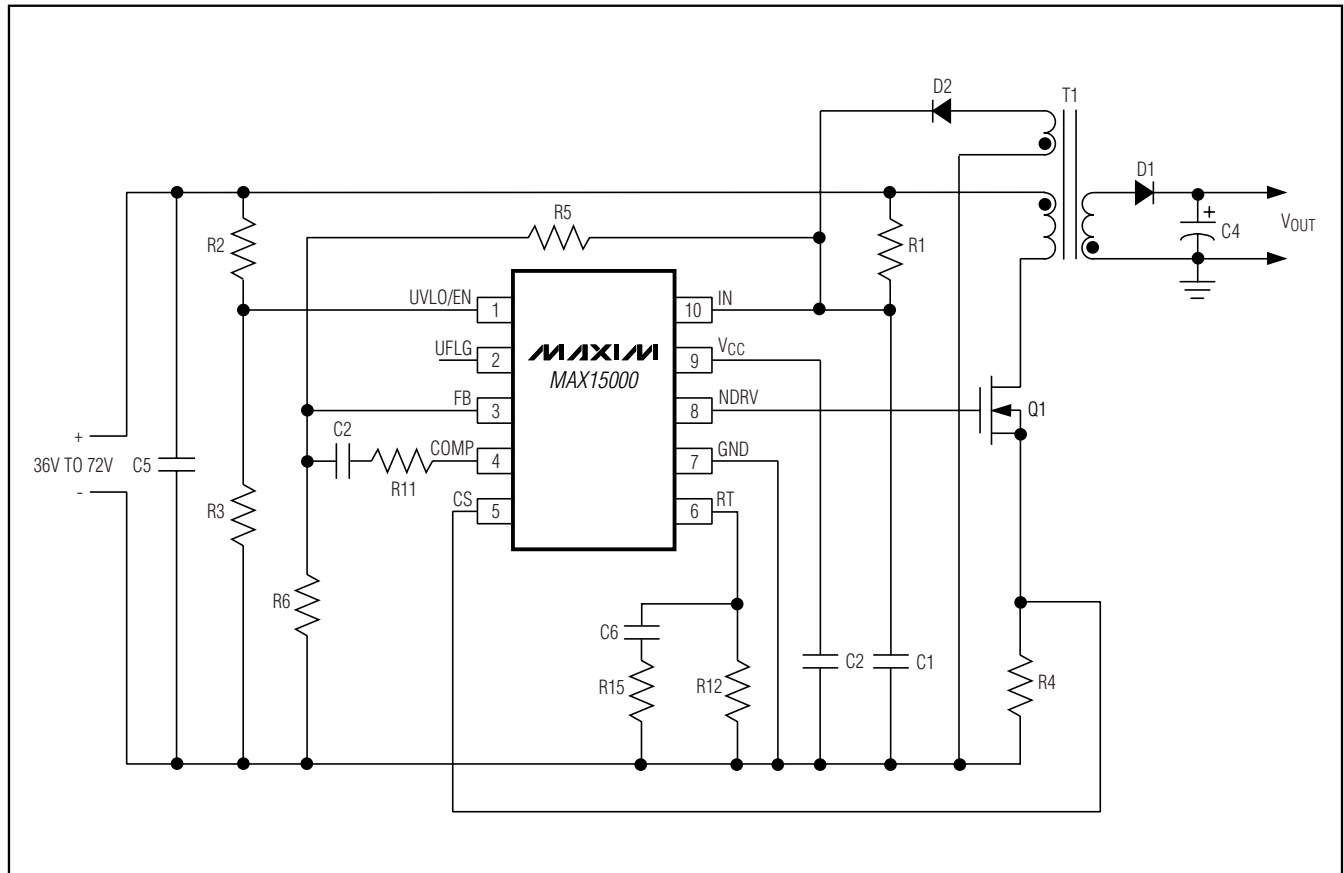 D2
T1
D1
R5
+
C4
VOUT
R2
R1
UVLO/EN
1
10
IN
UFLG
2
MAXIM
9
VCC
MAX15000
FB
3
8
NDRV
Q1
C2
COMP
4
7
GND
R11
+
36V TO 72V
-
C5
R3
CS
5
6
RT
R6
C6
R15
R12
C2
C1
R4